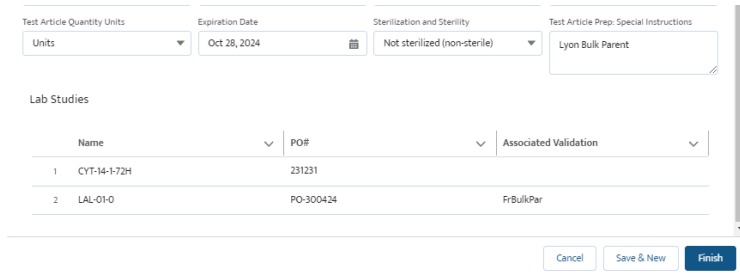 Test Article Quantity Units Expiration Date Sterilization and Sterility Test Article Prep: Special Instructions
Units Oct 28, 2024 Not sterilized (non-sterile) Lyon Bulk Parent
Lab Studies
Name PO# Associated Validation
1 CYT-14-1-72H 231231
2 LAL-01-0 PO-300424 FrBulkPar
Cancel Save & New Finish